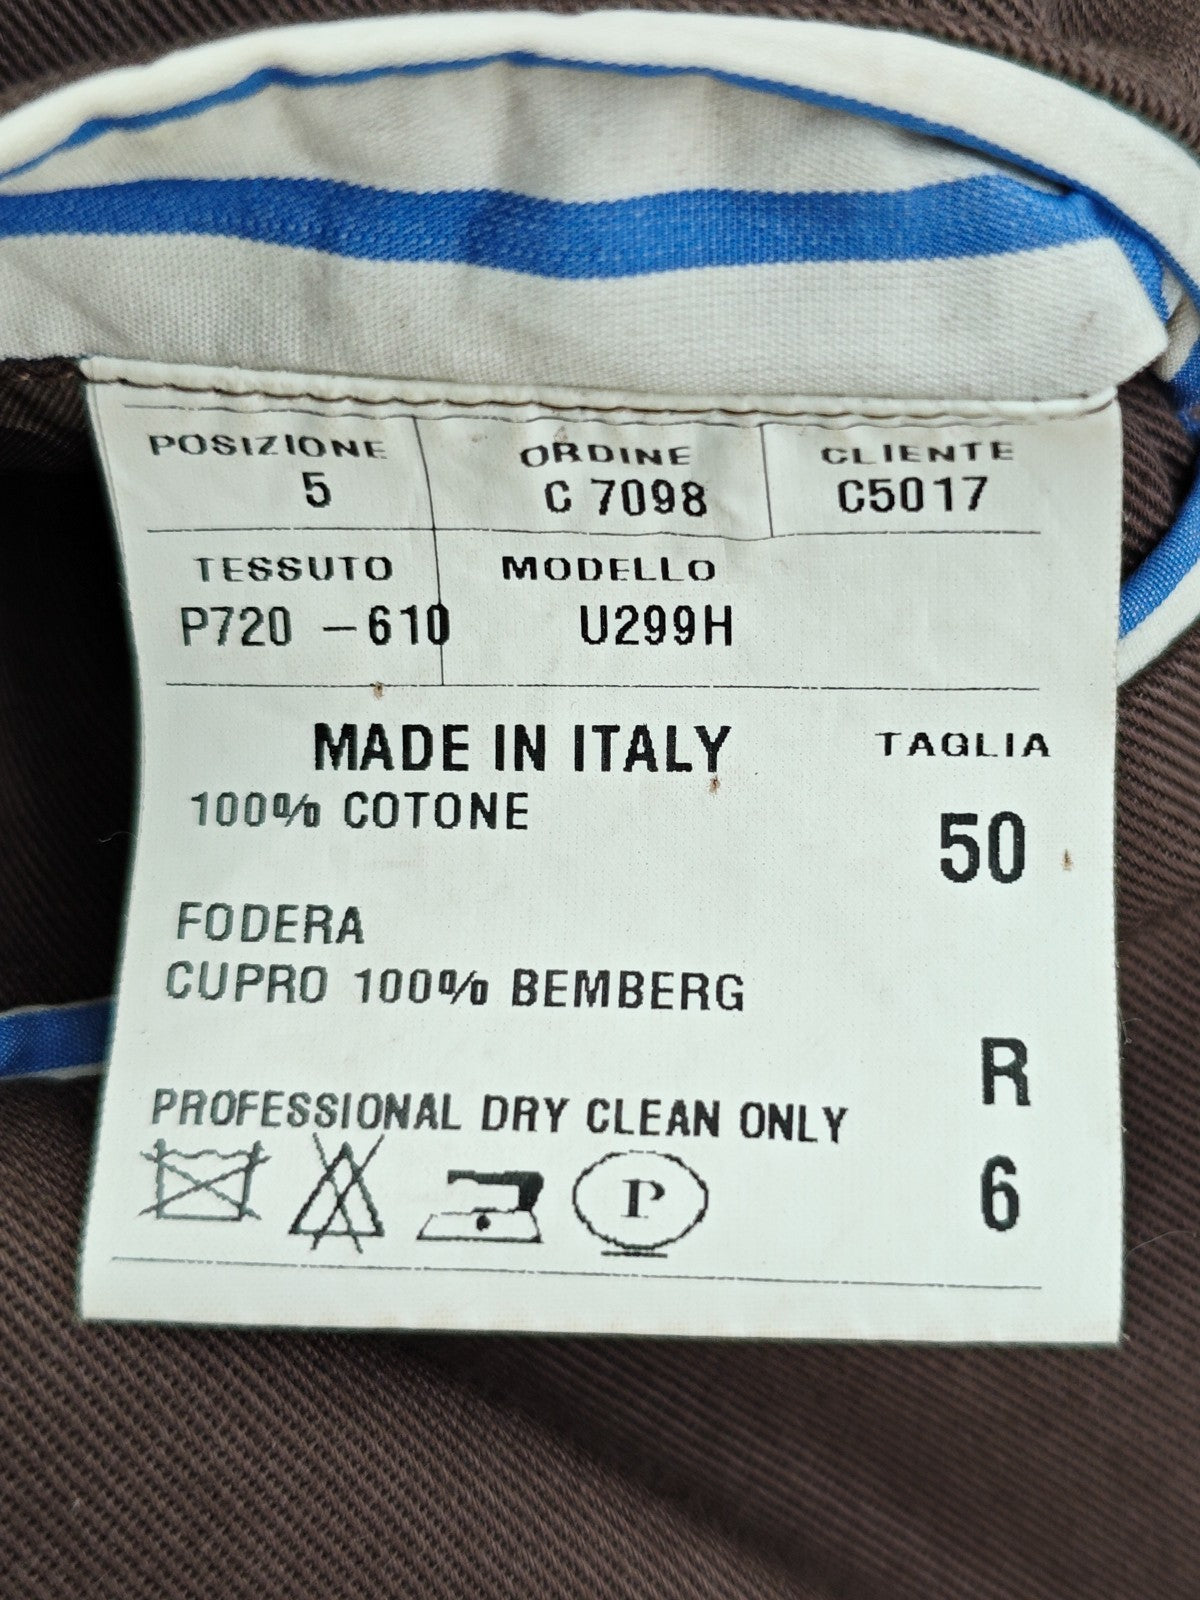 POSIZIONE ORDINE CLIENTE
5 C 7098 C5017
TESSUTO MODELLO
P720 -610 U299H
MADE IN ITALY TAGLIA
100% COTONE
50
FODERA
CUPRO 100% BEMBERG
R
PROFESSIONAL DRY CLEAN ONLY
P
6